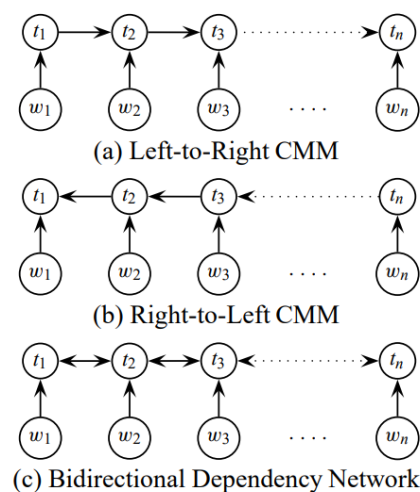 t1 t2 t3 tn
w1 w2 w3 . . . . wn
(a) Left-to-Right CMM
t1 t2 t3 tn
w1 w2 w3 . . . . wn
(b) Right-to-Left CMM
t1 t2 t3 tn
w1 w2 w3 . . . . wn
(c) Bidirectional Dependency Network